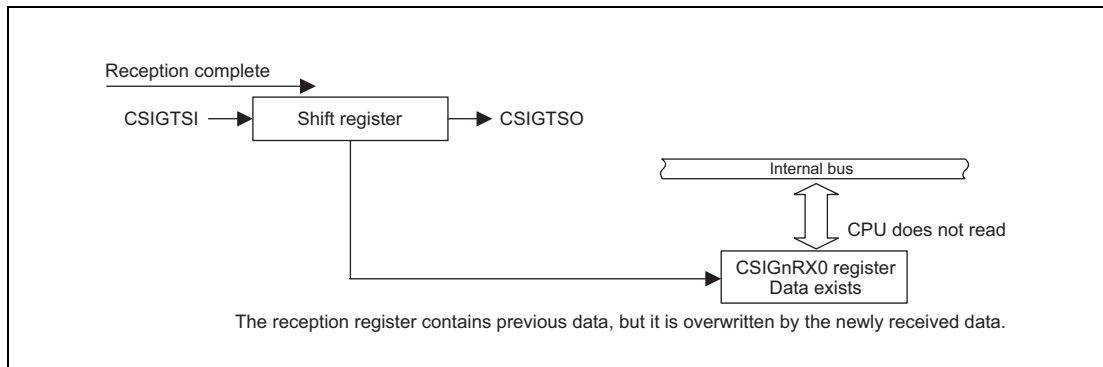 Reception complete
CSIGTSI
Shift register
CSIGTSO
Internal bus
CPU does not read
CSIGnRX0 register
Data exists
The reception register contains previous data, but it is overwritten by the newly received data.